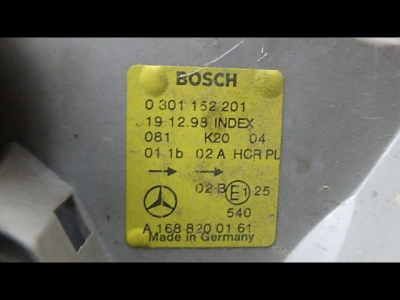 BOSCH
0 301 152 201
19.12.98 INDEX
081 K20 04
01 1b 02 A HCR PL
02 B E1 25
540
A 168 820 01 61
Made in Germany